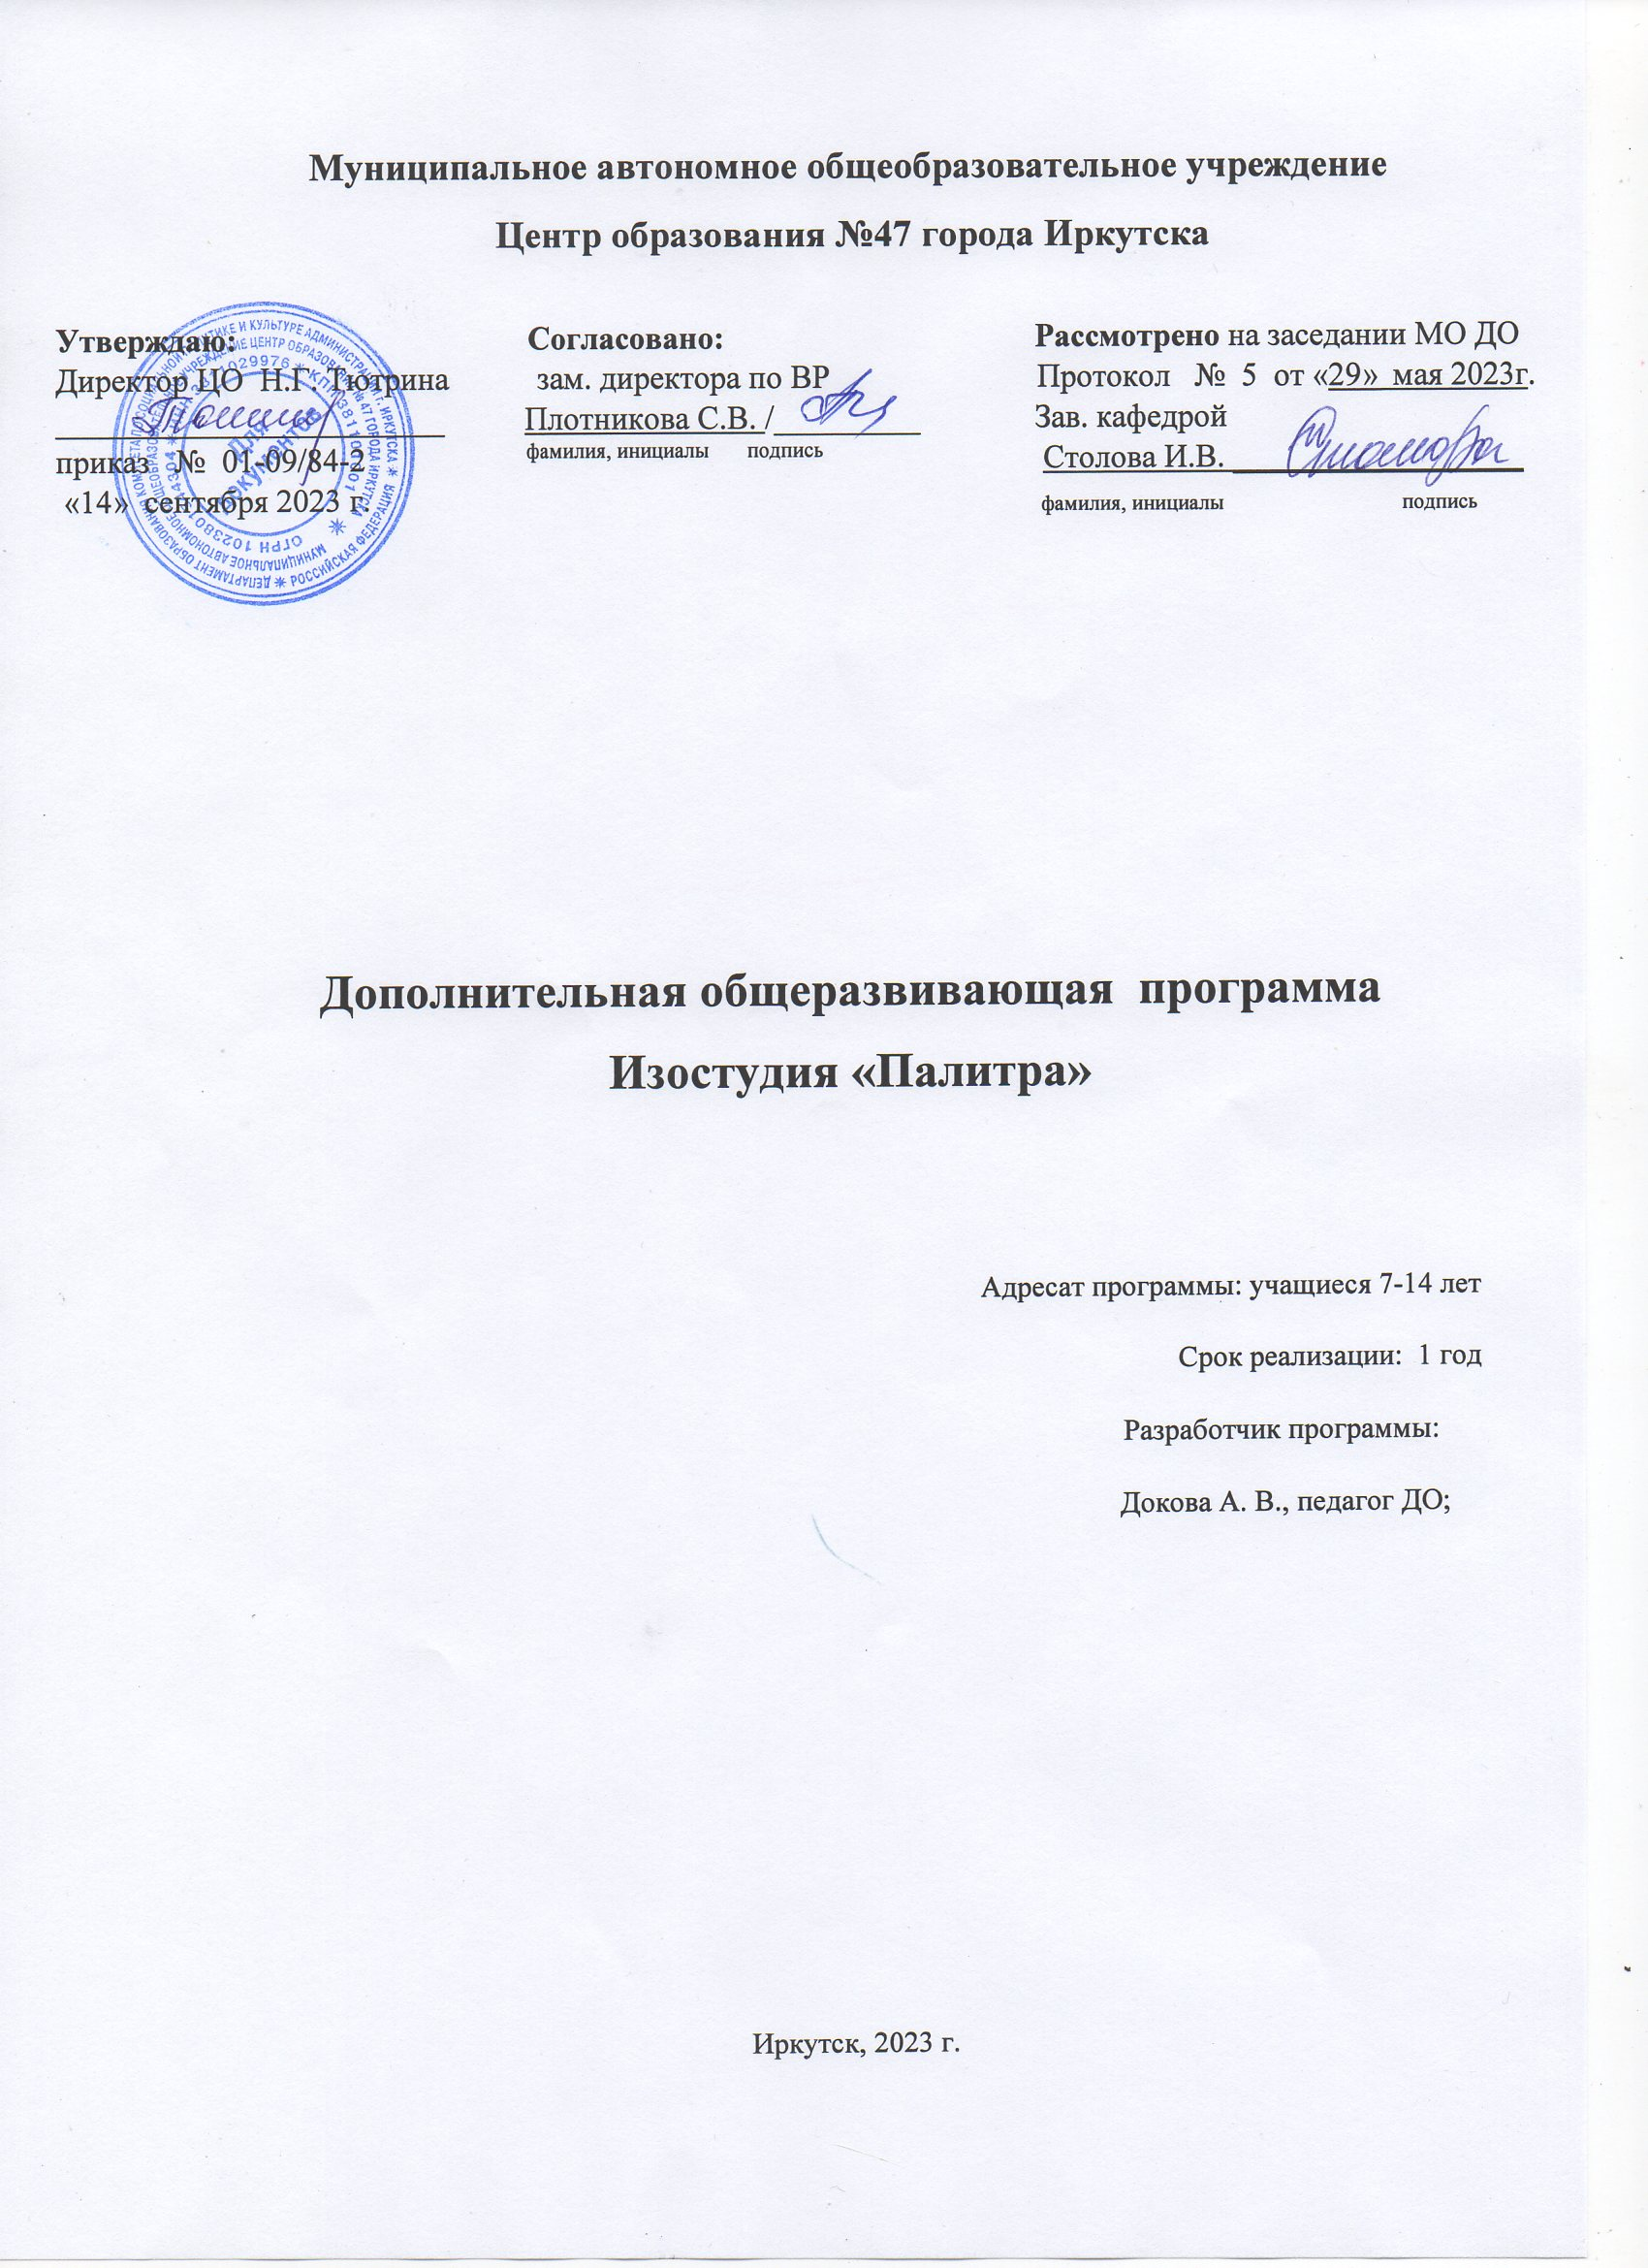 Муниципальное автономное общеобразовательное учреждение
Центр образования №47 города Иркутска
Утверждаю:
Директор ЦО Н.Г. Тютрина
приказ № 01-09/84-2
«14» сентября 2023 г.
Согласовано:
зам. директора по ВР
Плотникова С.В. /
фамилия, инициалы подпись
Рассмотрено на заседании МО ДО
Протокол № 5 от «29» мая 2023г.
Зав. кафедрой
Столова И.В.
фамилия, инициалы подпись
Для
документов
Дополнительная общеразвивающая программа
Изостудия «Палитра»
Адресат программы: учащиеся 7-14 лет
Срок реализации: 1 год
Разработчик программы:
Докова А. В., педагог ДО;
Иркутск, 2023 г.